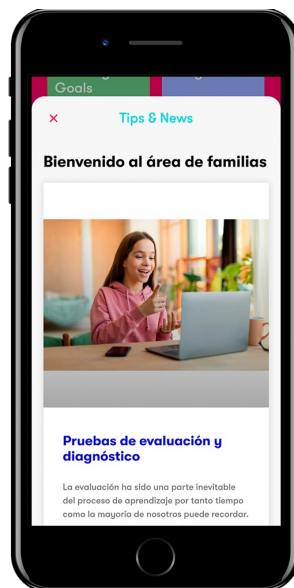 Goals
Tips & News
Bienvenido al área de familias
Pruebas de evaluación y
diagnóstico
La evaluación ha sido una parte inevitable
del proceso de aprendizaje por tanto tiempo
como la mayoría de nosotros puede recordar.